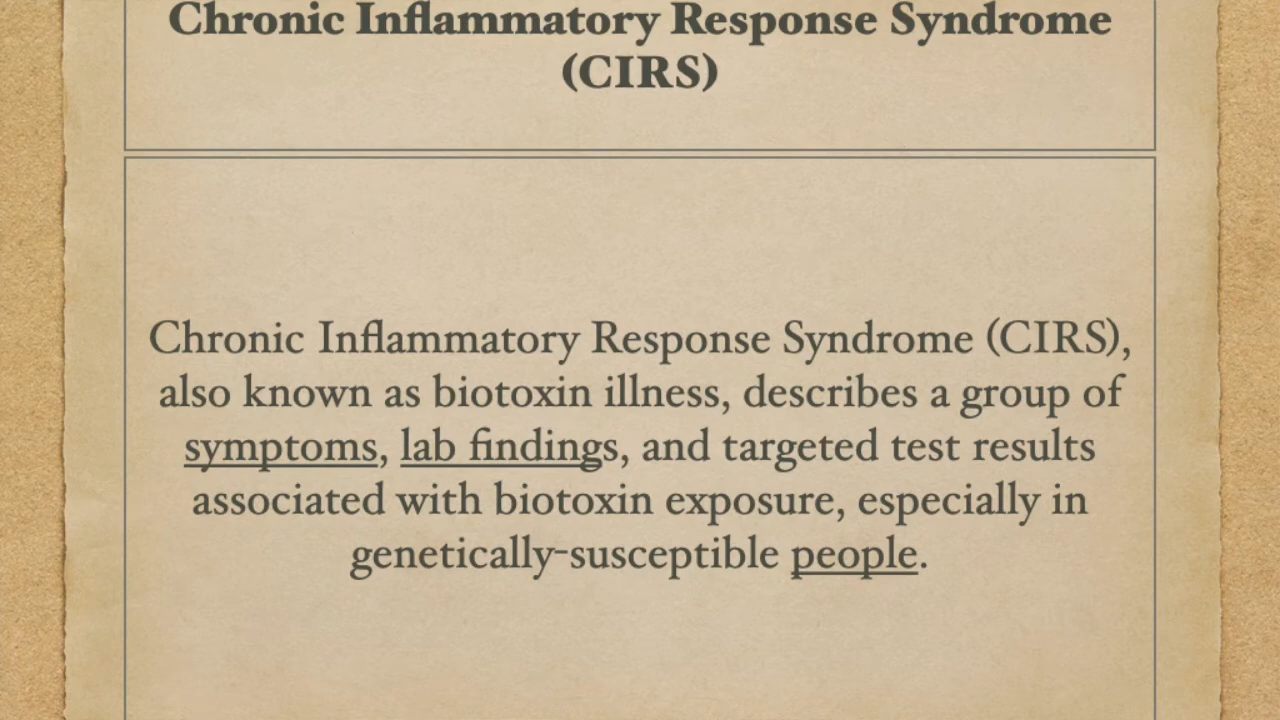 Chronic Inflammatory Response Syndrome
(CIRS)
Chronic Inflammatory Response Syndrome (CIRS),
also known as biotoxin illness, describes a group of
symptoms, lab findings, and targeted test results
associated with biotoxin exposure, especially in
genetically-susceptible people.